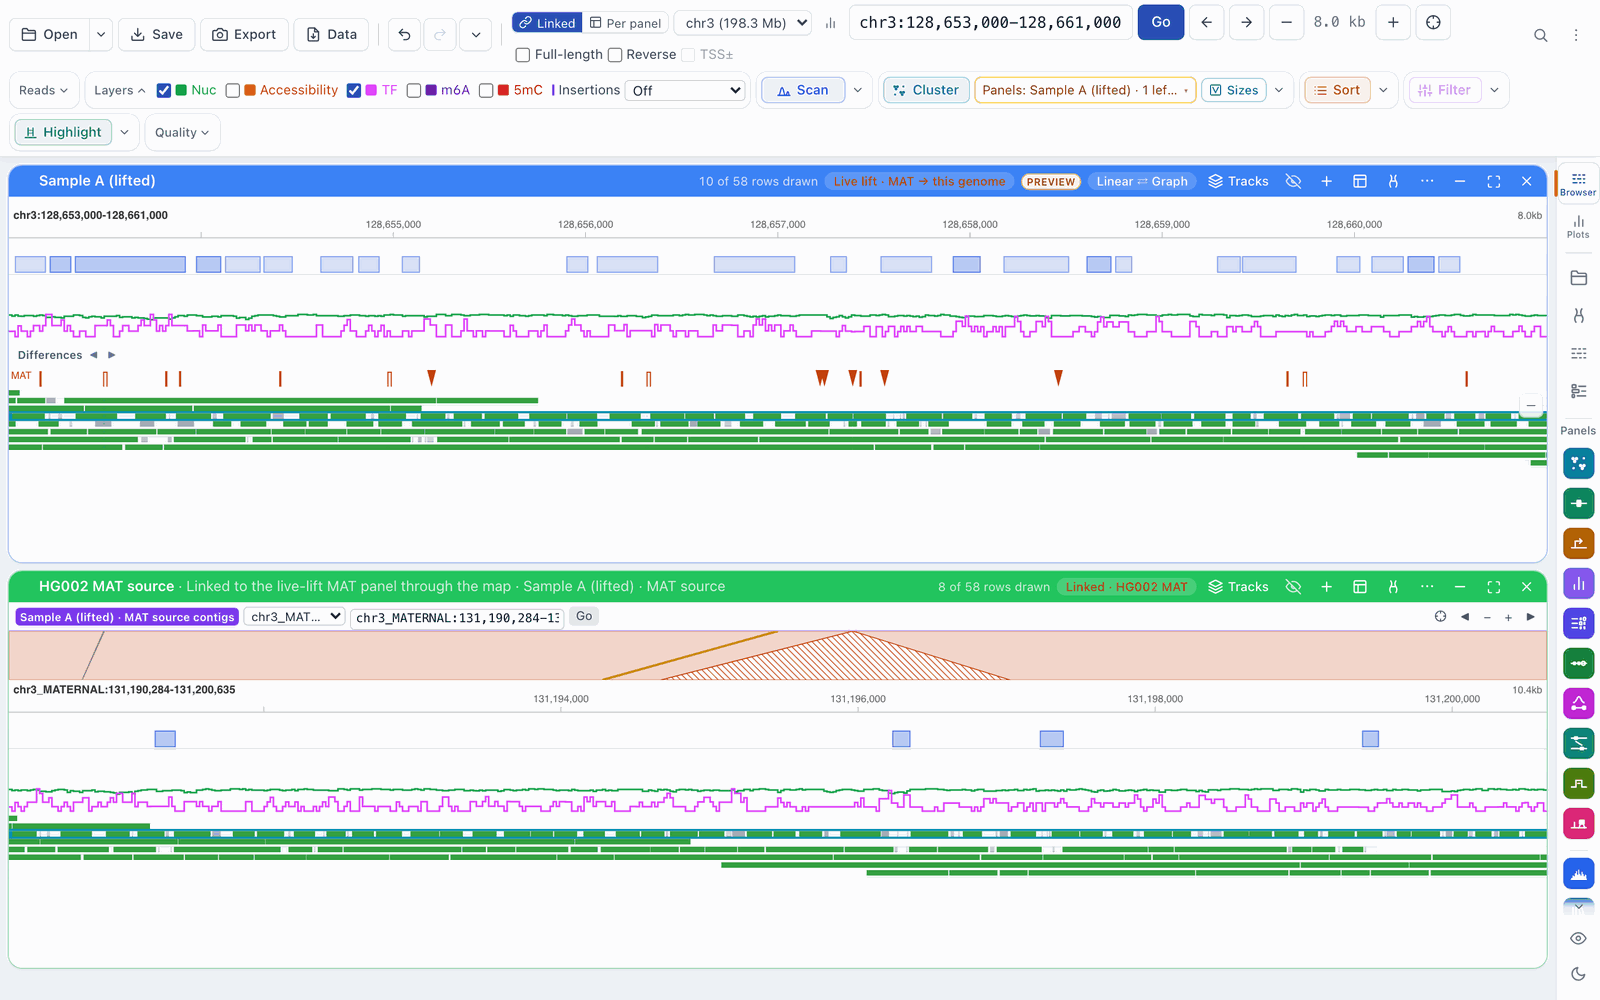 Open
Save
Export
Data
Linked
Per panel
chr3 (198.3 Mb)
chr3:128,653,000–128,661,000
Go
8.0 kb
Full-length
Reverse
TSS±
Reads
Layers
Nuc
Accessibility
TF
m6A
5mC
Insertions
Off
Scan
Cluster
Panels: Sample A (lifted) · 1 lef...
Sizes
Sort
Filter
Highlight
Quality
Sample A (lifted)
10 of 58 rows drawn
Live lift · MAT → this genome
PREVIEW
Linear ⇄ Graph
Tracks
chr3:128,653,000-128,661,000
8.0kb
128,655,000
128,656,000
128,657,000
128,658,000
128,659,000
128,660,000
Differences
MAT
HG002 MAT source · Linked to the live-lift MAT panel through the map · Sample A (lifted) · MAT source
8 of 58 rows drawn
Linked · HG002 MAT
Tracks
Sample A (lifted) · MAT source contigs
chr3_MAT...
chr3_MATERNAL:131,190,284–13
Go
chr3_MATERNAL:131,190,284-131,200,635
10.4kb
131,194,000
131,196,000
131,198,000
131,200,000
Browser
Plots
Panels